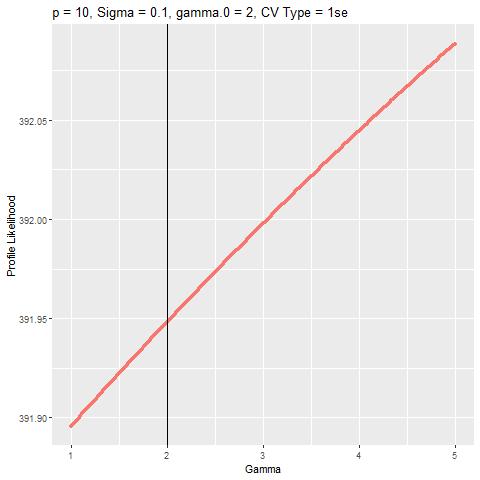 p = 10, Sigma = 0.1, gamma.0 = 2, CV Type = 1se
Profile Likelihood
392.05
392.00
391.95
391.90
1 2 3 4 5
Gamma